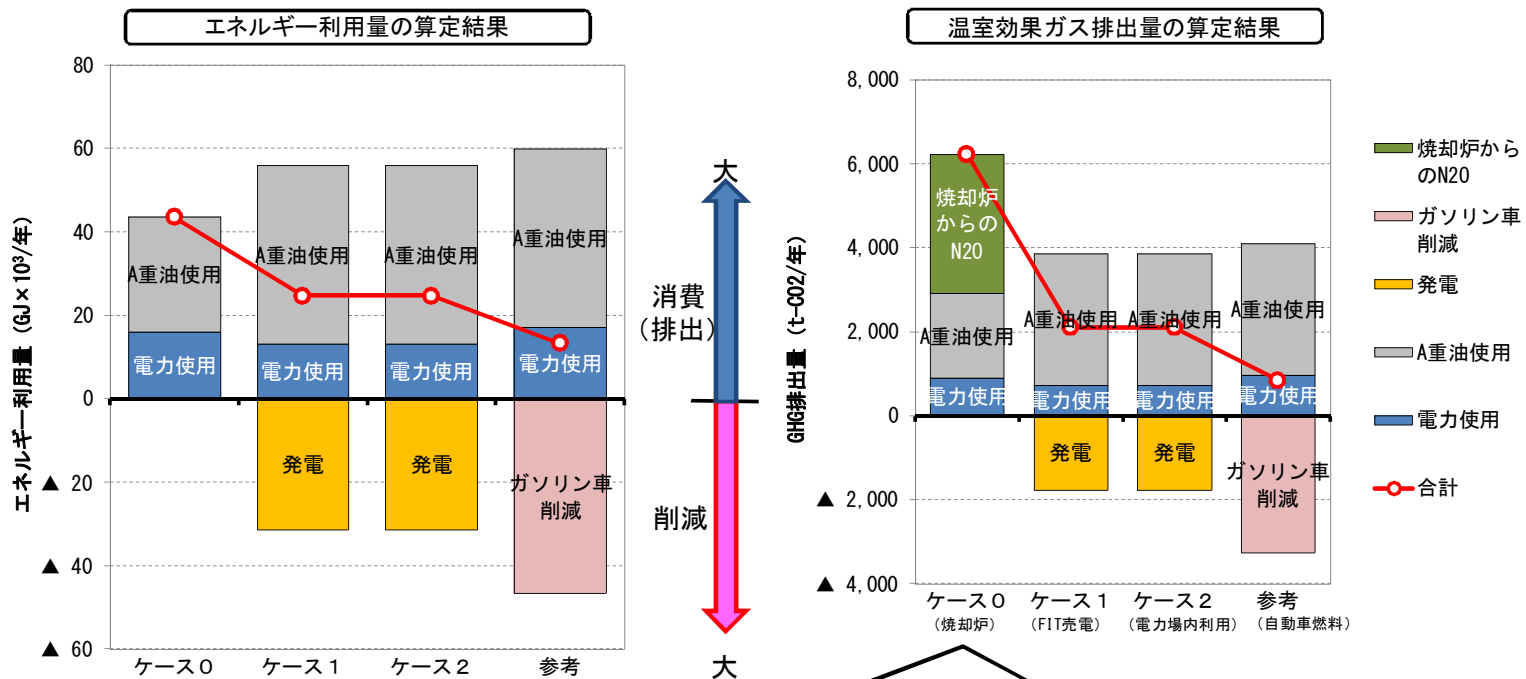 エネルギー利用量の算定結果
エネルギー利用量（GJ×10³/年）
80
60
40
20
0
▲ 20
▲ 40
▲ 60
A重油使用
電力使用
A重油使用
電力使用
発電
A重油使用
電力使用
発電
A重油使用
電力使用
ガソリン車
削減
ケース０
ケース１
ケース２
参考
大
消費
（排出）
削減
大
温室効果ガス排出量の算定結果
GHG排出量（t-CO2/年）
8,000
6,000
4,000
2,000
0
▲ 2,000
▲ 4,000
焼却炉
からの
N2O
A重油使用
電力使用
A重油使用
電力使用
発電
A重油使用
電力使用
発電
A重油使用
電力使用
ガソリン車
削減
ケース０
（焼却炉）
ケース１
（FIT売電）
ケース２
（電力場内利用）
参考
（自動車燃料）
焼却炉から
のN2O
ガソリン車
削減
発電
A重油使用
電力使用
合計